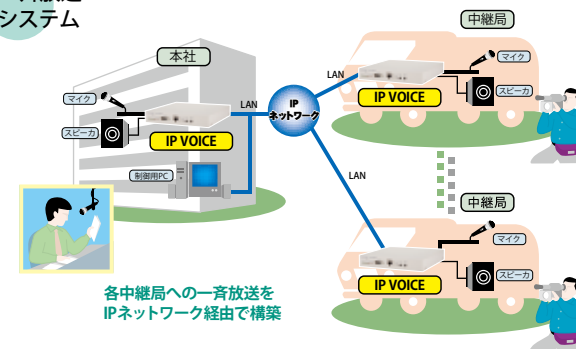 システム
本社
マイク
スピーカ
IP VOICE
制御用PC
LAN
IP
ネットワーク
LAN
LAN
中継局
マイク
スピーカ
IP VOICE
中継局
マイク
スピーカ
IP VOICE
各中継局への一斉放送を
IPネットワーク経由で構築